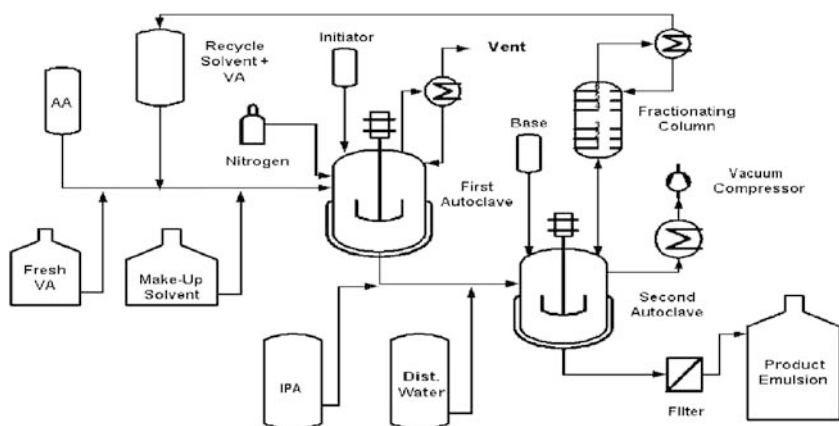 Recycle
Solvent +
VA
Initiator
Vent
AA
Nitrogen
Base
Fractionating
Column
First
Autoclave
Vacuum
Compressor
Fresh
VA
Make-Up
Solvent
Second
Autoclave
IPA
Dist.
Water
Filter
Product
Emulsion